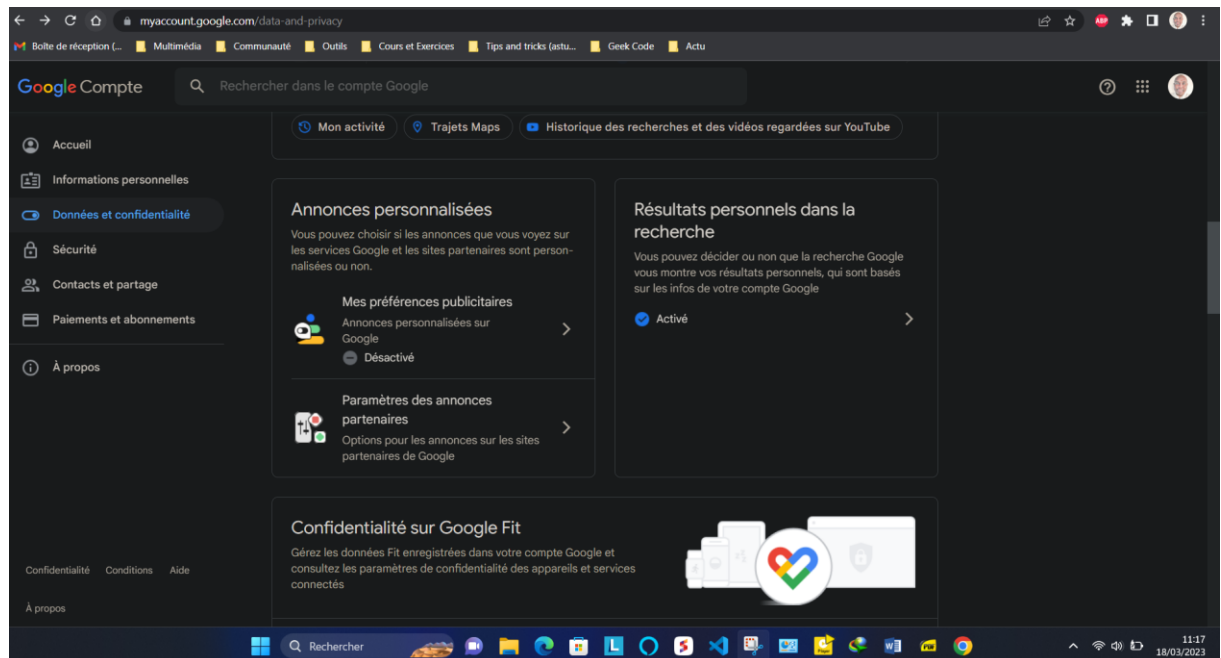 myaccount.google.com/data-and-privacy
Boîte de réception (... Multimédia Communauté Outils Cours et Exercices Tips and tricks (astu... Geek Code Actu
Google Compte
Rechercher dans le compte Google
Mon activité Trajets Maps Historique des recherches et des vidéos regardées sur YouTube
Accueil
Informations personnelles
Données et confidentialité
Sécurité
Contacts et partage
Paiements et abonnements
À propos
Annonces personnalisées
Vous pouvez choisir si les annonces que vous voyez sur
les services Google et les sites partenaires sont person-
nalisées ou non.
Mes préférences publicitaires
Annonces personnalisées sur
Google
Désactivé
Paramètres des annonces
partenaires
Options pour les annonces sur les sites
partenaires de Google
Résultats personnels dans la
recherche
Vous pouvez décider ou non que la recherche Google
vous montre vos résultats personnels, qui sont basés
sur les infos de votre compte Google
Activé
Confidentialité sur Google Fit
Gérez les données Fit enregistrées dans votre compte Google et
consultez les paramètres de confidentialité des appareils et services
connectés
Confidentialité Conditions Aide
À propos
Rechercher
11:17
18/03/2023